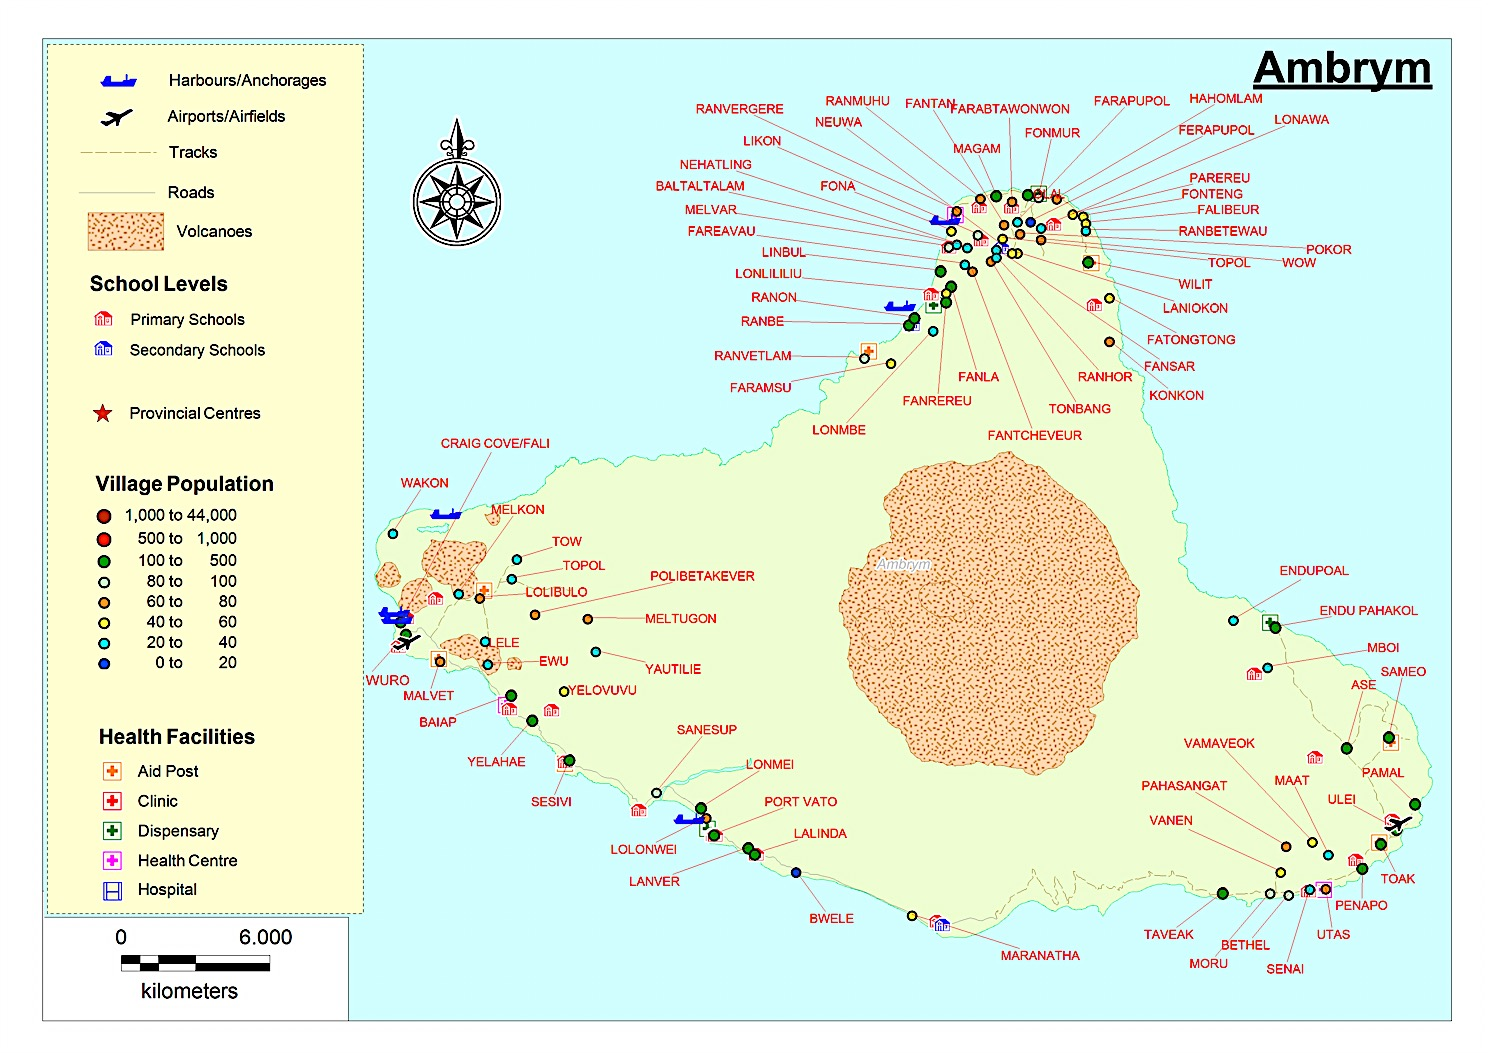 Ambrym
Harbours/Anchorages
Airports/Airfields
Tracks
Roads
Volcanoes
School Levels
Primary Schools
Secondary Schools
Provincial Centres
Village Population
1,000 to 44,000
500 to 1,000
100 to 500
80 to 100
60 to 80
40 to 60
20 to 40
0 to 20
Health Facilities
Aid Post
Clinic
Dispensary
Health Centre
Hospital
0 6.000
kilometers
RANVERGERE
RANMUHU
FANTAN
FARABTAWONWON
FARAPUPOL
HAHOMLAM
NEUWA
FONMUR
FERAPUPOL
LONAWA
LIKON
MAGAM
NEHATLING
BALTALTALAM
FONA
PAREREU
FONTENG
MELVAR
FALIBEUR
FAREAVAU
RANBETEWAU
LINBUL
POKOR
LONLILILIU
TOPOL
WOW
RANON
WILIT
RANBE
LANIOKON
RANVETLAM
FATONGTONG
FARAMSU
FANSAR
FANLA
RANHOR
KONKON
FANREREU
TONBANG
LONMBE
FANTCHEVEUR
CRAIG COVE/FALI
WAKON
MELKON
TOW
TOPOL
LOLIBULO
POLIBETAKEVER
MELTUGON
LELE
EWU
YAUTILIE
WURO
MALVET
YELOVUVU
BAIAP
YELAHAE
SESIVI
SANESUP
LONMEI
PORT VATO
LALINDA
LOLONWEI
LANVER
BWELE
MARANATHA
Ambrym
ENDUPOAL
ENDU PAHAKOL
MBOI
SAMEO
ASE
VAMAVEOK
PAMAL
PAHASANGAT
MAAT
ULEI
VANEN
TOAK
PENAPO
TAVEAK
BETHEL
UTAS
MORU
SENAI